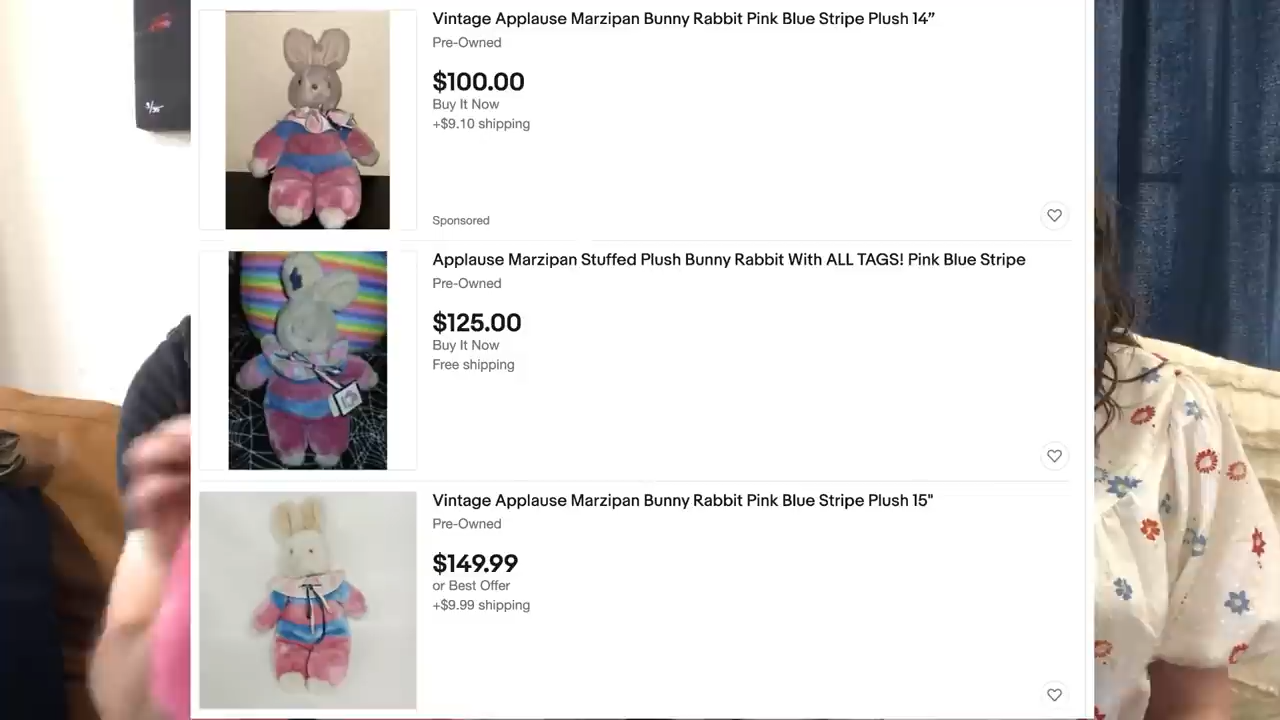 Vintage Applause Marzipan Bunny Rabbit Pink Blue Stripe Plush 14”
Pre-Owned
$100.00
Buy It Now
+$9.10 shipping
Sponsored
Applause Marzipan Stuffed Plush Bunny Rabbit With ALL TAGS! Pink Blue Stripe
Pre-Owned
$125.00
Buy It Now
Free shipping
Vintage Applause Marzipan Bunny Rabbit Pink Blue Stripe Plush 15"
Pre-Owned
$149.99
or Best Offer
+$9.99 shipping